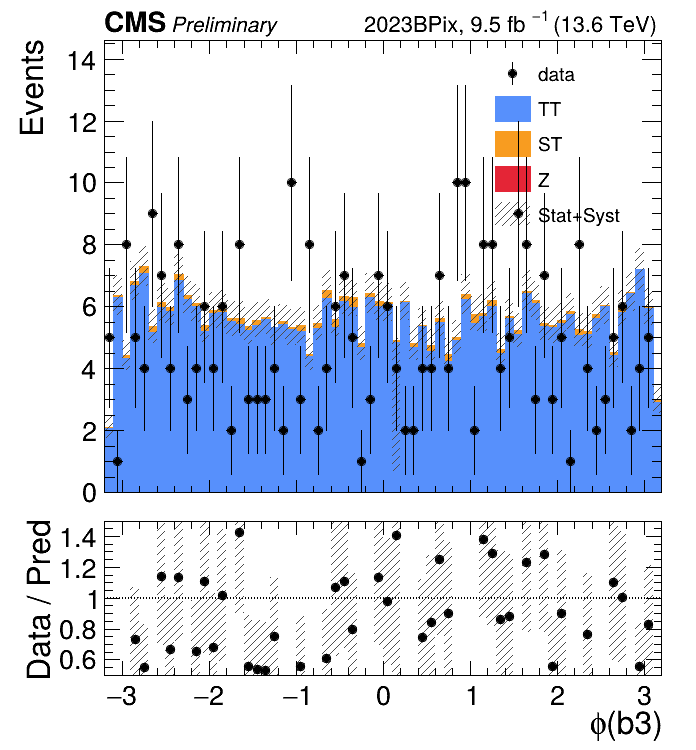 CMS Preliminary 2023BPix, 9.5 fb⁻¹ (13.6 TeV)
Events
14
12
10
8
6
4
2
0
data
TT
ST
Z
Stat+Syst
Data / Pred
1.4
1.2
1
0.8
0.6
−3 −2 −1 0 1 2 3
ϕ(b3)